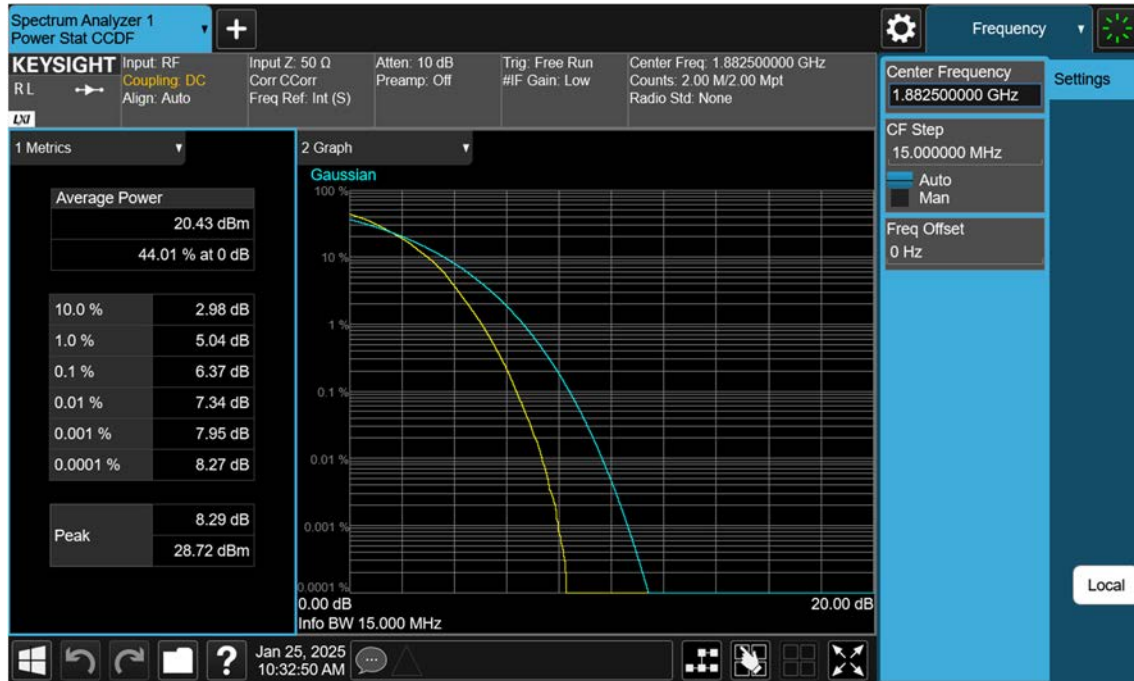 Spectrum Analyzer 1
Power Stat CCDF
Frequency
KEYSIGHT
R L
LXI
Input: RF
Coupling: DC
Align: Auto
Input Z: 50 Ω
Corr CCorr
Freq Ref: Int (S)
Atten: 10 dB
Preamp: Off
Trig: Free Run
#IF Gain: Low
Center Freq: 1.882500000 GHz
Counts: 2.00 M/2.00 Mpt
Radio Std: None
Center Frequency
1.882500000 GHz
Settings
CF Step
15.000000 MHz
Auto
Man
Freq Offset
0 Hz
1 Metrics
Average Power
20.43 dBm
44.01 % at 0 dB
10.0 % 2.98 dB
1.0 % 5.04 dB
0.1 % 6.37 dB
0.01 % 7.34 dB
0.001 % 7.95 dB
0.0001 % 8.27 dB
Peak
8.29 dB
28.72 dBm
2 Graph
Gaussian
100 %
10 %
1 %
0.1 %
0.01 %
0.001 %
0.0001 %
0.00 dB 20.00 dB
Info BW 15.000 MHz
Local
?
Jan 25, 2025
10:32:50 AM